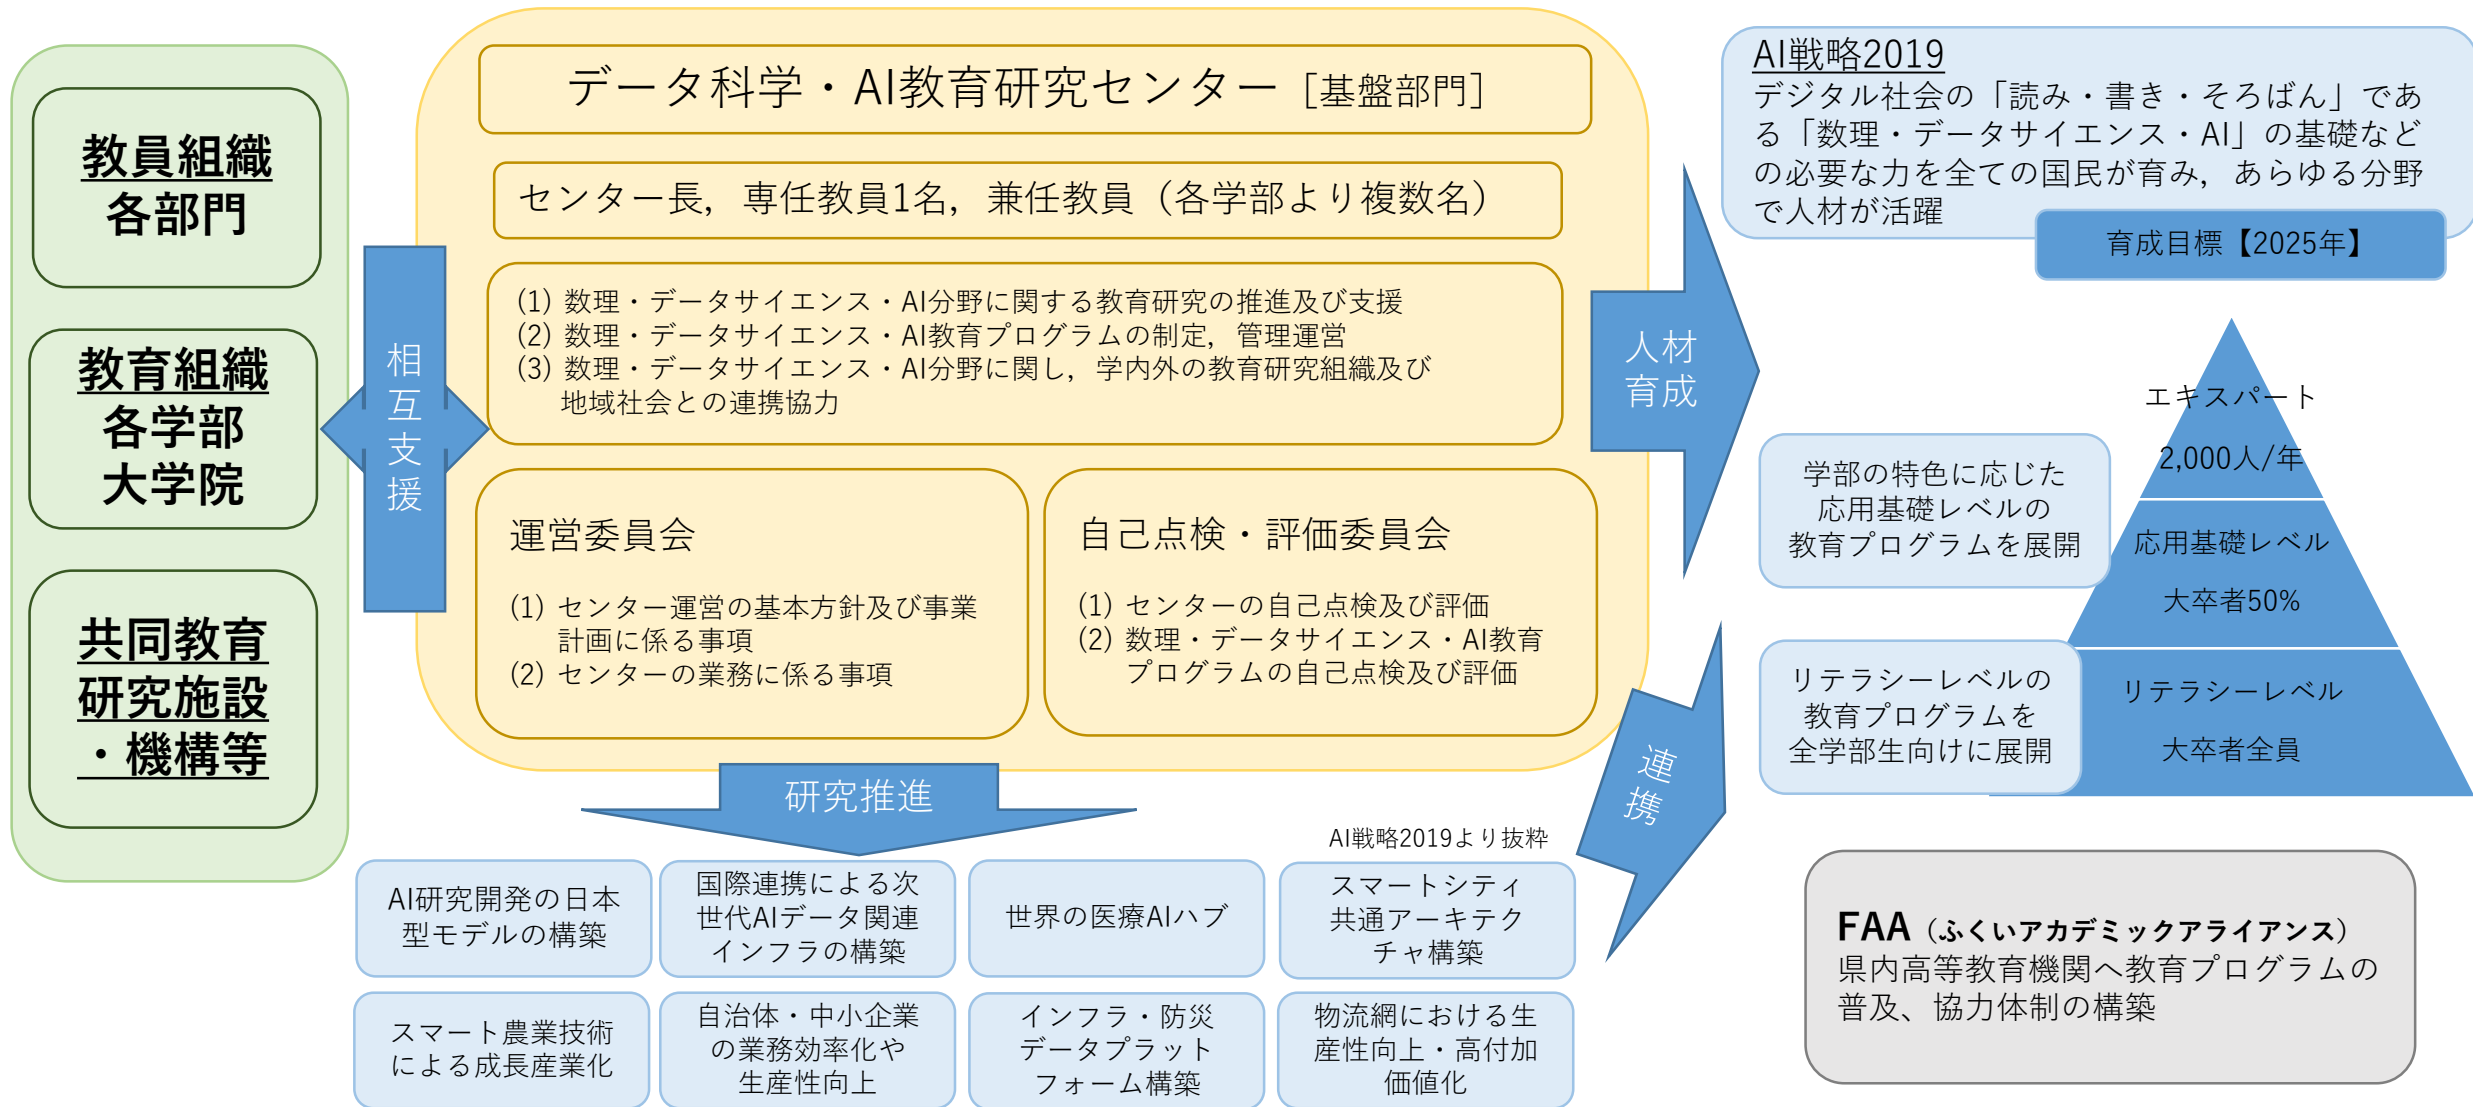 教員組織
各部門
教育組織
各学部
大学院
共同教育
研究施設
・機構等
相
互
支
援
データ科学・AI教育研究センター［基盤部門］
センター長，専任教員1名，兼任教員（各学部より複数名）
(1) 数理・データサイエンス・AI分野に関する教育研究の推進及び支援
(2) 数理・データサイエンス・AI教育プログラムの制定，管理運営
(3) 数理・データサイエンス・AI分野に関し，学内外の教育研究組織及び
地域社会との連携協力
運営委員会
(1) センター運営の基本方針及び事業
計画に係る事項
(2) センターの業務に係る事項
自己点検・評価委員会
(1) センターの自己点検及び評価
(2) 数理・データサイエンス・AI教育
プログラムの自己点検及び評価
人材
育成
AI戦略2019
デジタル社会の「読み・書き・そろばん」であ
る「数理・データサイエンス・AI」の基礎など
の必要な力を全ての国民が育み，あらゆる分野
で人材が活躍
育成目標【2025年】
エキスパート
2,000人/年
学部の特色に応じた
応用基礎レベルの
教育プログラムを展開
応用基礎レベル
大卒者50%
リテラシーレベルの
教育プログラムを
全学部生向けに展開
リテラシーレベル
大卒者全員
連
携
研究推進
AI戦略2019より抜粋
AI研究開発の日本
型モデルの構築
国際連携による次
世代AIデータ関連
インフラの構築
世界の医療AIハブ
スマートシティ
共通アーキテク
チャ構築
スマート農業技術
による成長産業化
自治体・中小企業
の業務効率化や
生産性向上
インフラ・防災
データプラット
フォーム構築
物流網における生
産性向上・高付加
価値化
FAA（ふくいアカデミックアライアンス）
県内高等教育機関へ教育プログラムの
普及、協力体制の構築